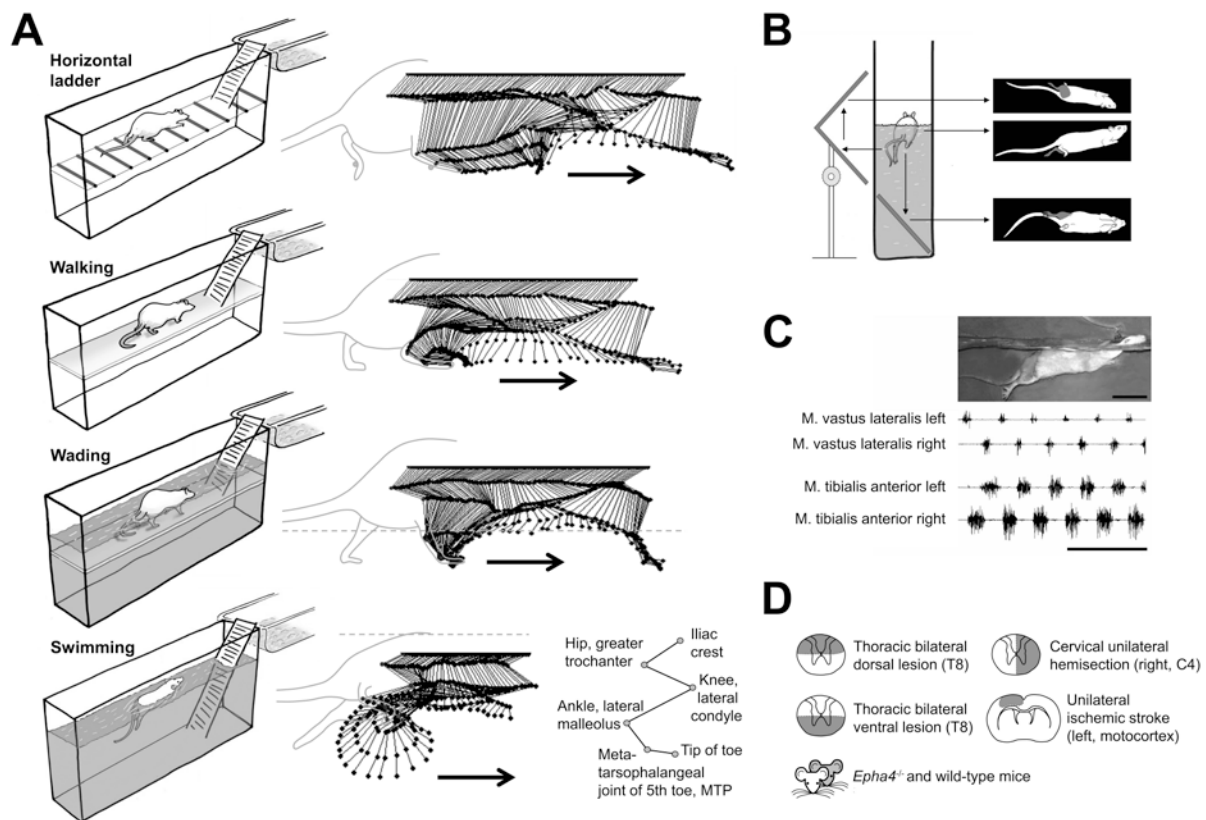 A
Horizontal
ladder
Walking
Wading
Swimming
Hip, greater
trochanter
Iliac
crest
Knee,
lateral
condyle
Ankle, lateral
malleolus
Meta-
tarsophalangeal
joint of 5th toe, MTP
Tip of toe
B
C
M. vastus lateralis left
M. vastus lateralis right
M. tibialis anterior left
M. tibialis anterior right
D
Thoracic bilateral
dorsal lesion (T8)
Cervical unilateral
hemisection (right, C4)
Thoracic bilateral
ventral lesion (T8)
Unilateral
ischemic stroke
(left, motocortex)
Epha4-/- and wild-type mice